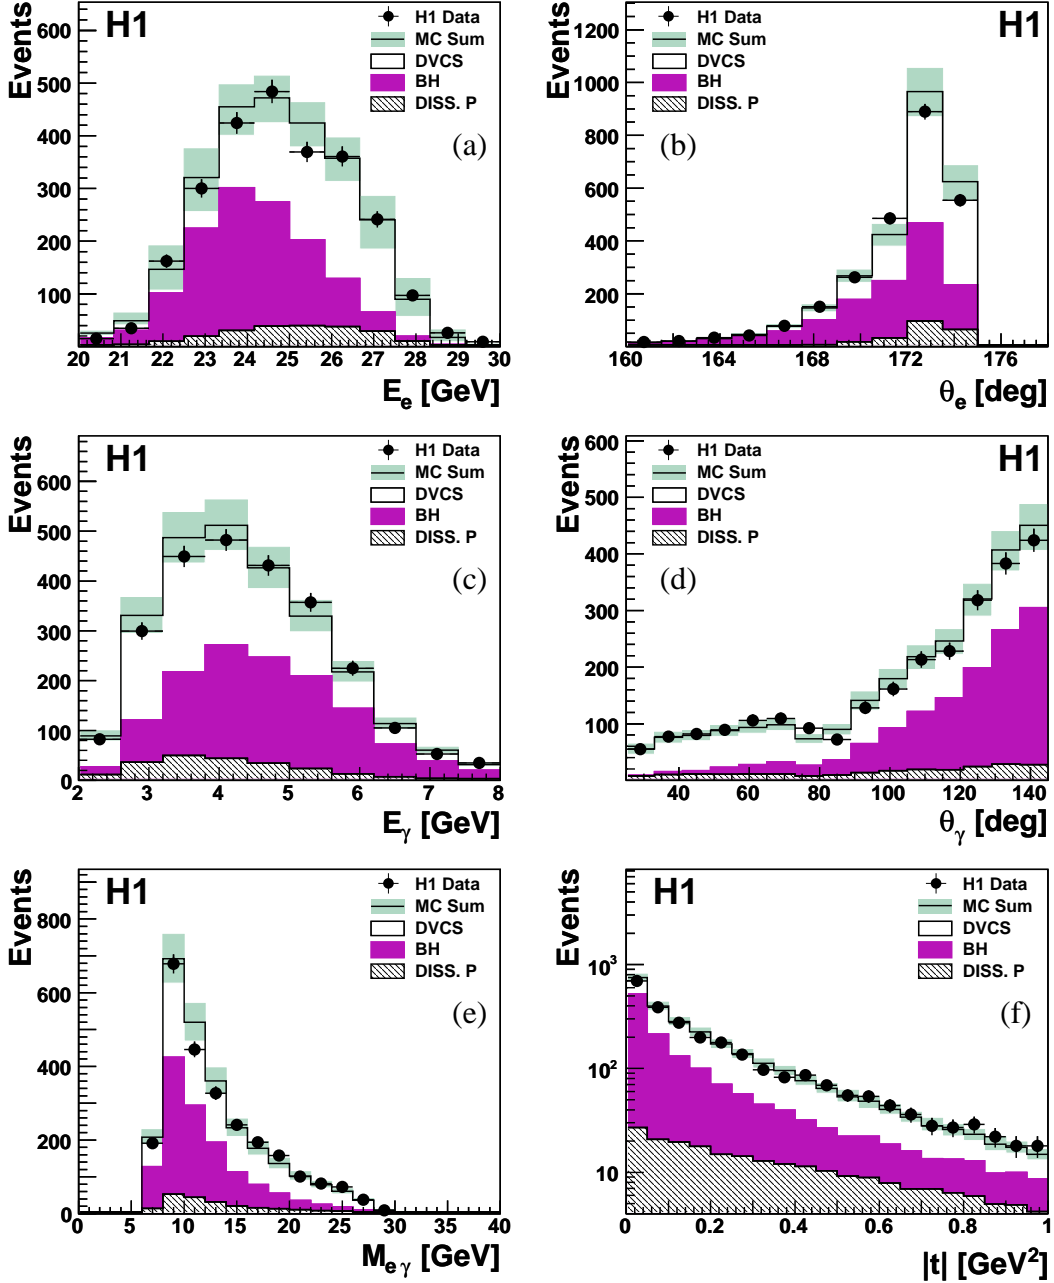 H1
Events
600
500
400
300
200
100
0
H1 Data
MC Sum
DVCS
BH
DISS. P
(a)
20 21 22 23 24 25 26 27 28 29 30
E_e [GeV]
H1
Events
1200
1000
800
600
400
200
H1 Data
MC Sum
DVCS
BH
DISS. P
(b)
160 164 168 172 176
θ_e [deg]
H1
Events
600
500
400
300
200
100
0
H1 Data
MC Sum
DVCS
BH
DISS. P
(c)
2 3 4 5 6 7 8
E_γ [GeV]
H1
Events
600
500
400
300
200
100
H1 Data
MC Sum
DVCS
BH
DISS. P
(d)
40 60 80 100 120 140
θ_γ [deg]
H1
Events
800
600
400
200
0
H1 Data
MC Sum
DVCS
BH
DISS. P
(e)
0 5 10 15 20 25 30 35 40
M_eγ [GeV]
H1
Events
10³
10²
10
H1 Data
MC Sum
DVCS
BH
DISS. P
(f)
0 0.2 0.4 0.6 0.8 1
|t| [GeV²]